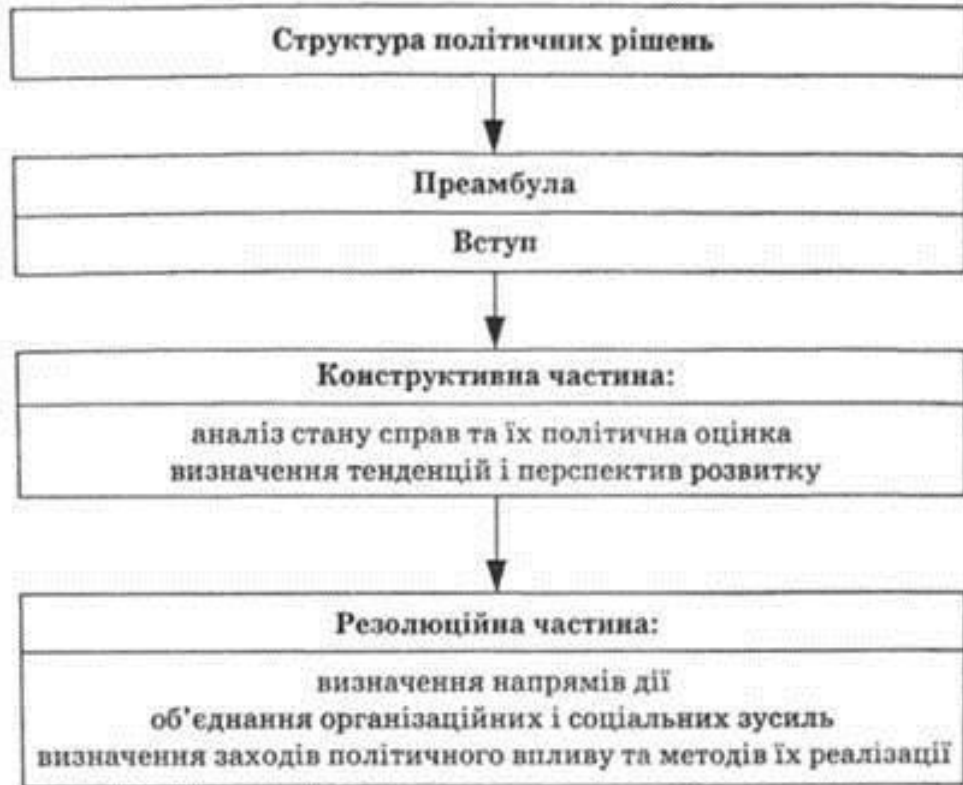 Структура політичних рішень
Преамбула
Вступ
Конструктивна частина:
аналіз стану справ та їх політична оцінка
визначення тенденцій і перспектив розвитку
Резолюційна частина:
визначення напрямів дії
об’єднання організаційних і соціальних зусиль
визначення заходів політичного впливу та методів їх реалізації